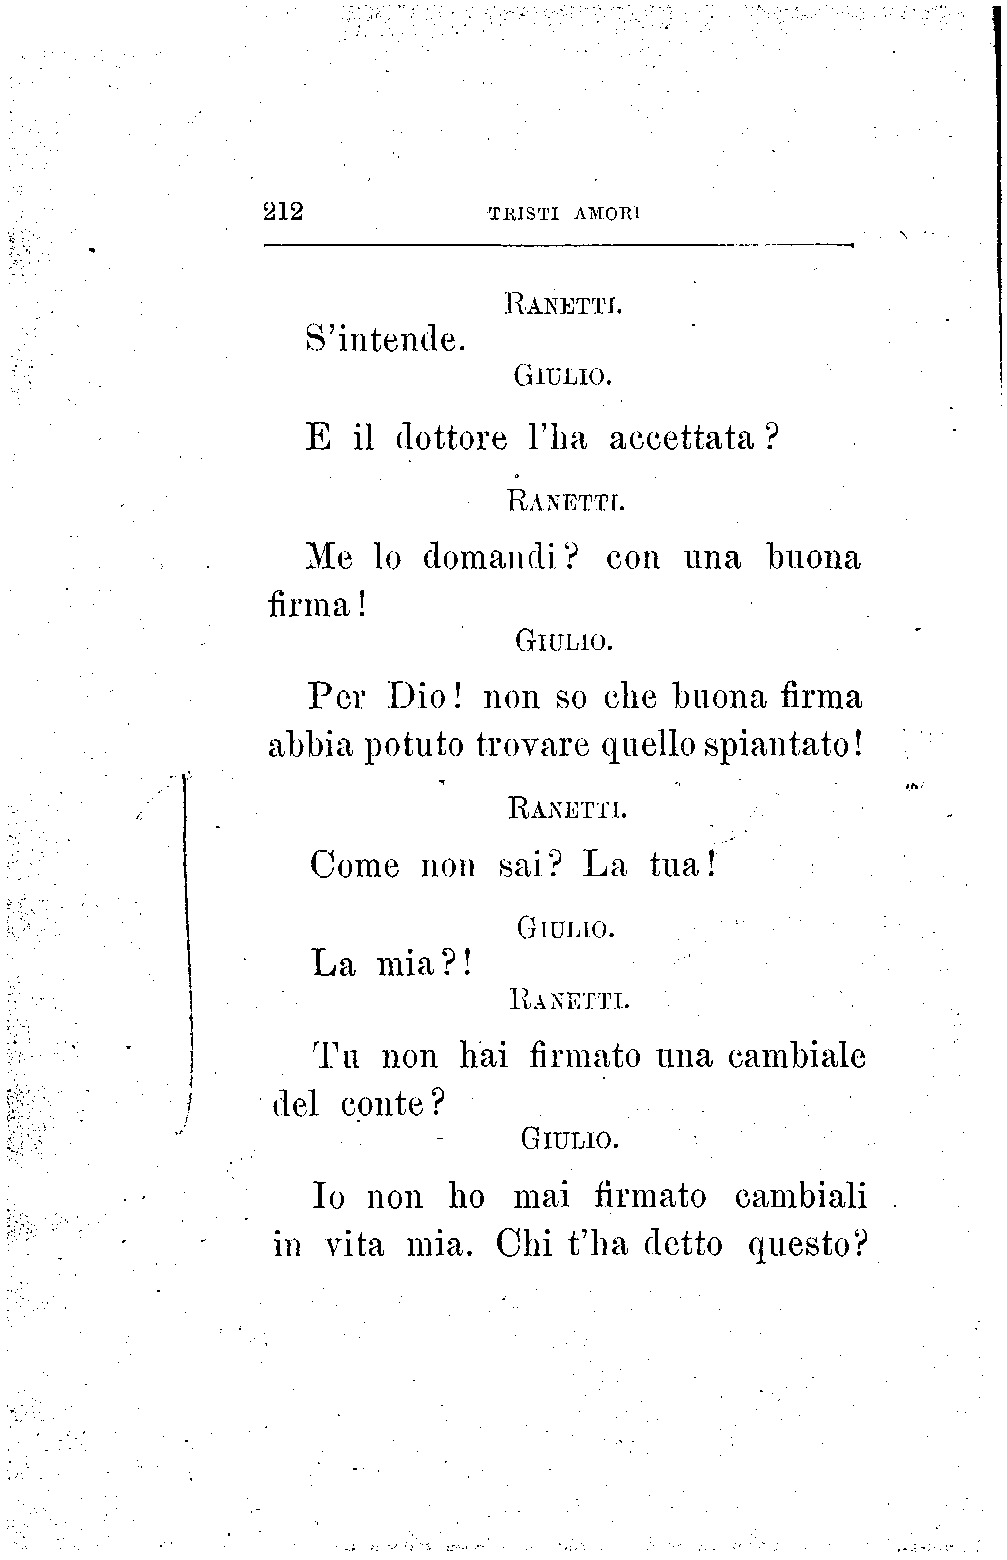 212 TRISTI AMORI
RANETTI.
S'intende.
GIULIO.
E il dottore l'ha accettata?
RANETTI.
Me lo domandi? con una buona
firma!
GIULIO.
Per Dio! non so che buona firma
abbia potuto trovare quello spiantato!
RANETTI.
Come non sai? La tua!
GIULIO.
La mia?!
RANETTI.
Tu non hai firmato una cambiale
del conte?
GIULIO.
Io non ho mai firmato cambiali
in vita mia. Chi t'ha detto questo?